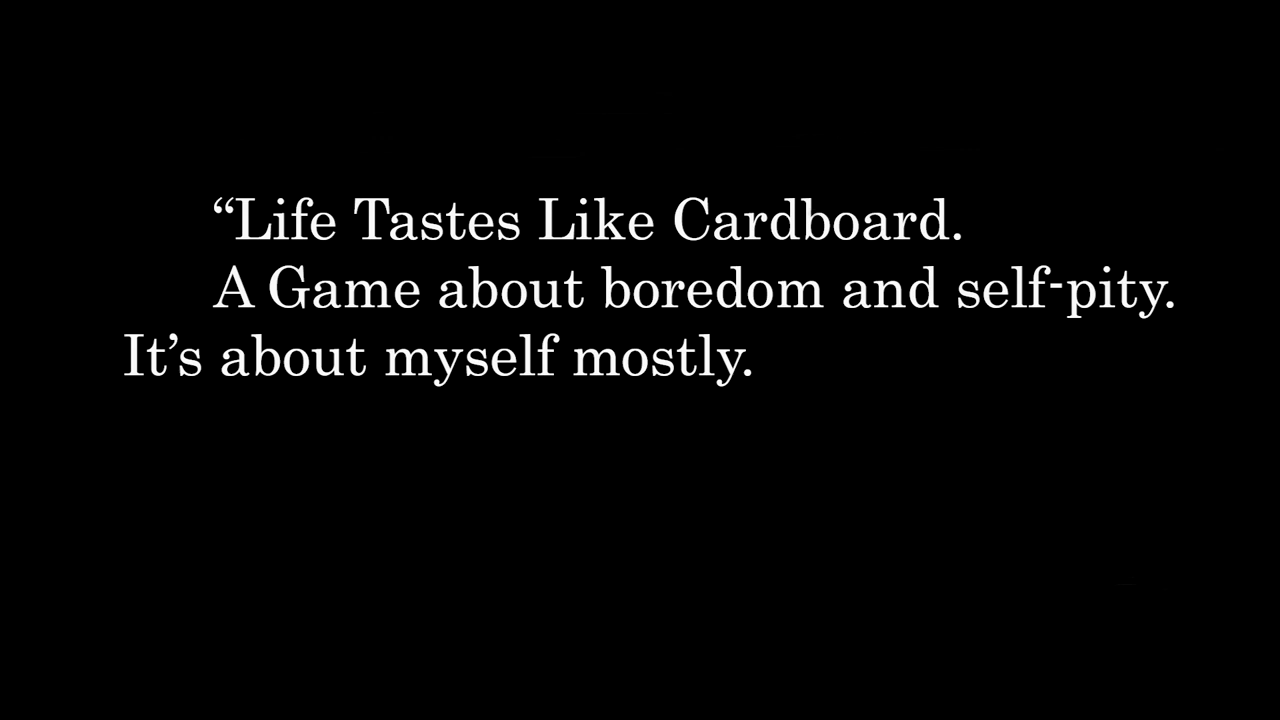 “Life Tastes Like Cardboard.
A Game about boredom and self-pity.
It’s about myself mostly.